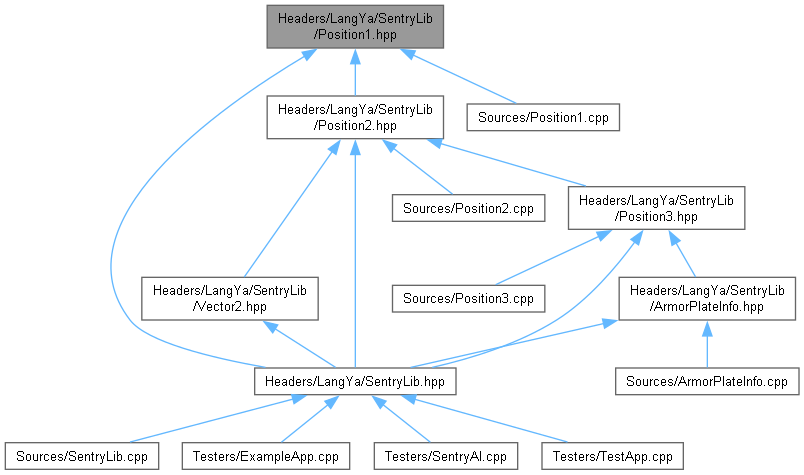 Headers/LangYa/SentryLib
/Position1.hpp
Headers/LangYa/SentryLib
/Position2.hpp
Sources/Position1.cpp
Sources/Position2.cpp
Headers/LangYa/SentryLib
/Position3.hpp
Headers/LangYa/SentryLib
/Vector2.hpp
Sources/Position3.cpp
Headers/LangYa/SentryLib
/ArmorPlateInfo.hpp
Headers/LangYa/SentryLib.hpp
Sources/ArmorPlateInfo.cpp
Sources/SentryLib.cpp
Testers/ExampleApp.cpp
Testers/SentryAI.cpp
Testers/TestApp.cpp